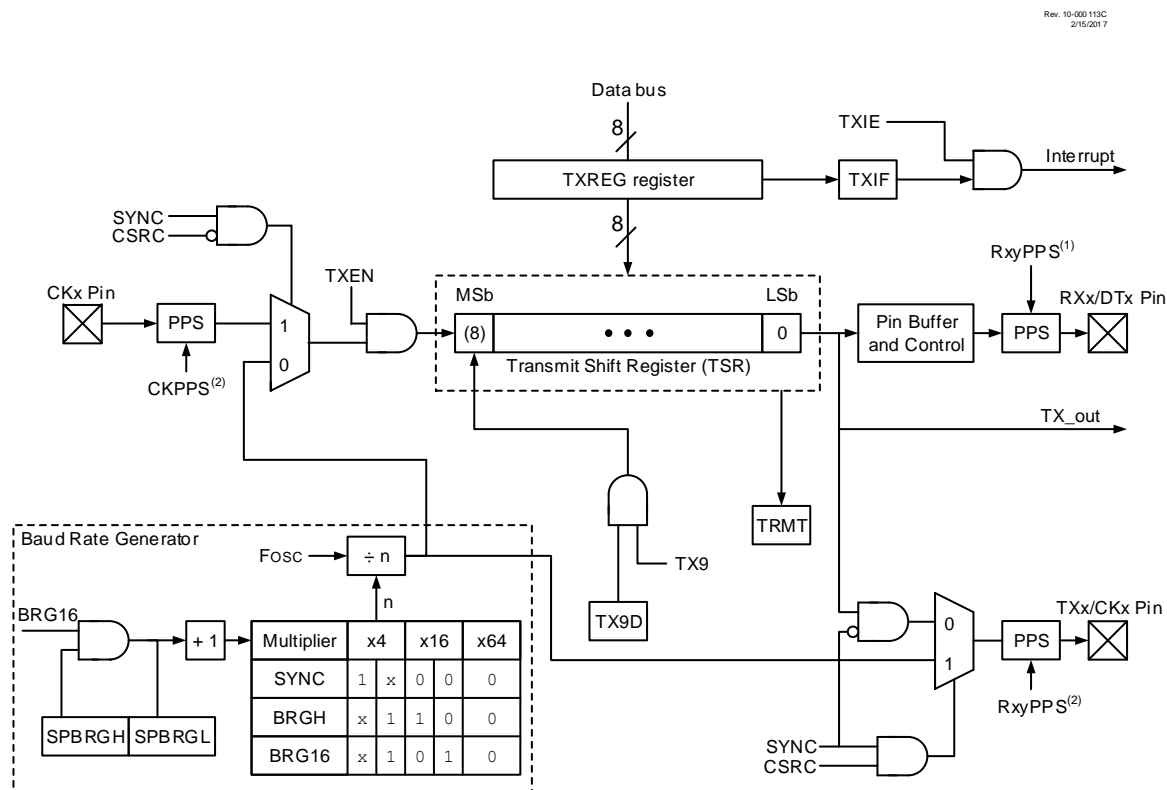 Rev. 10-000 113C
2/15/2017
Data bus
8
TXIE
Interrupt
TXREG register
TXIF
8
SYNC
CSRC
RxyPPS(1)
TXEN
CKx Pin
MSb
LSb
RXx/DTx Pin
PPS
1
(8)
• • •
0
Pin Buffer
and Control
PPS
0
Transmit Shift Register (TSR)
CKPPS(2)
TX_out
TRMT
Baud Rate Generator
FOSC
÷ n
TX9
n
TX9D
BRG16
+ 1
Multiplier x4 x16 x64
SYNC 1 x 0 0 0
BRGH x 1 1 0 0
BRG16 x 1 0 1 0
SPBRGH SPBRGL
TXx/CKx Pin
0
PPS
1
RxyPPS(2)
SYNC
CSRC